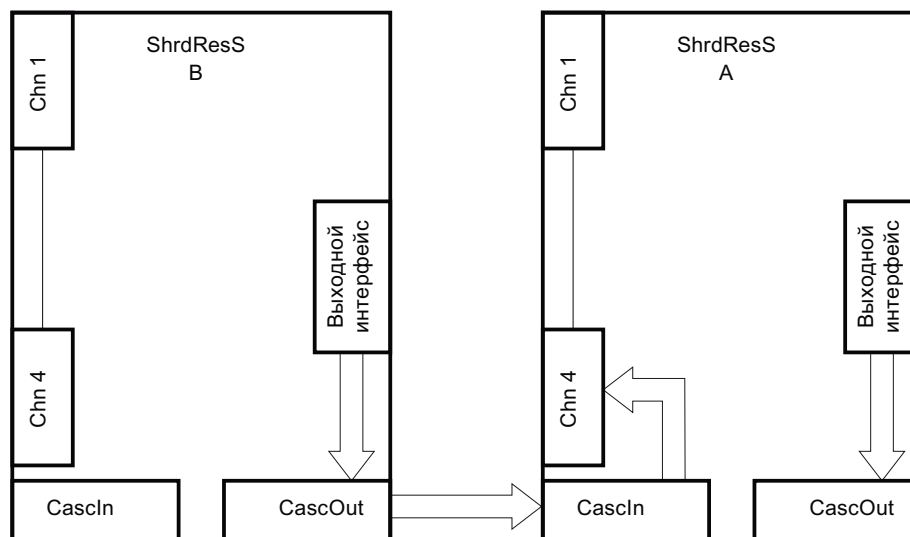 Chn 1
ShrdResS
B
Выходной
интерфейс
Chn 4
CascIn
CascOut
Chn 1
ShrdResS
A
Выходной
интерфейс
Chn 4
CascIn
CascOut